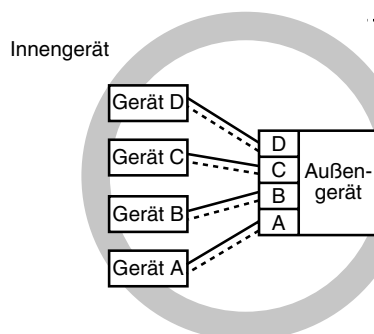 Innengerät
Gerät D
Gerät C
Gerät B
Gerät A
D
C
B
A
Außen-
gerät